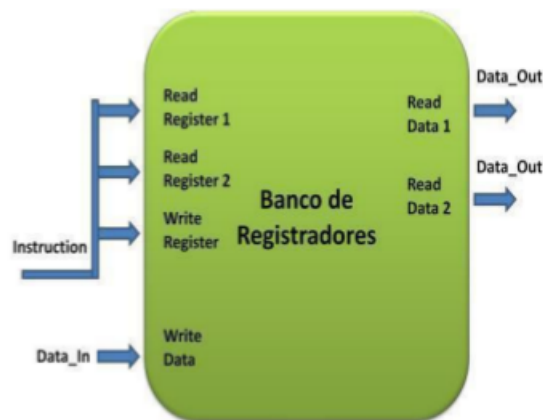 Data_Out
Read
Register 1
Read
Data 1
Read
Register 2
Data_Out
Read
Data 2
Banco de
Registradores
Write
Register
Instruction
Write
Data
Data_In